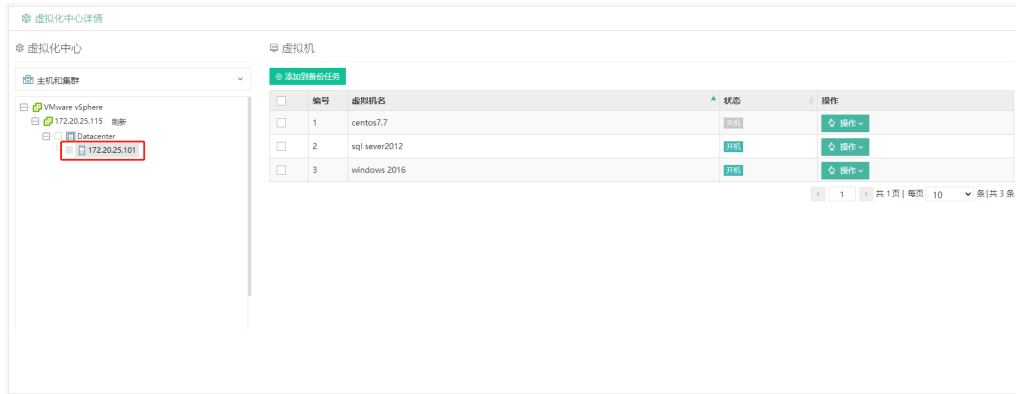 虚拟化中心详情
虚拟化中心
主机和集群
VMware vSphere
172.20.25.115 刷新
Datacenter
172.20.25.101
虚拟机
添加到备份任务
编号 虚拟机名 状态 操作
1 centos7.7 关机 操作
2 sql sever2012 开机 操作
3 windows 2016 开机 操作
1 共1页| 每页 10 条|共3条